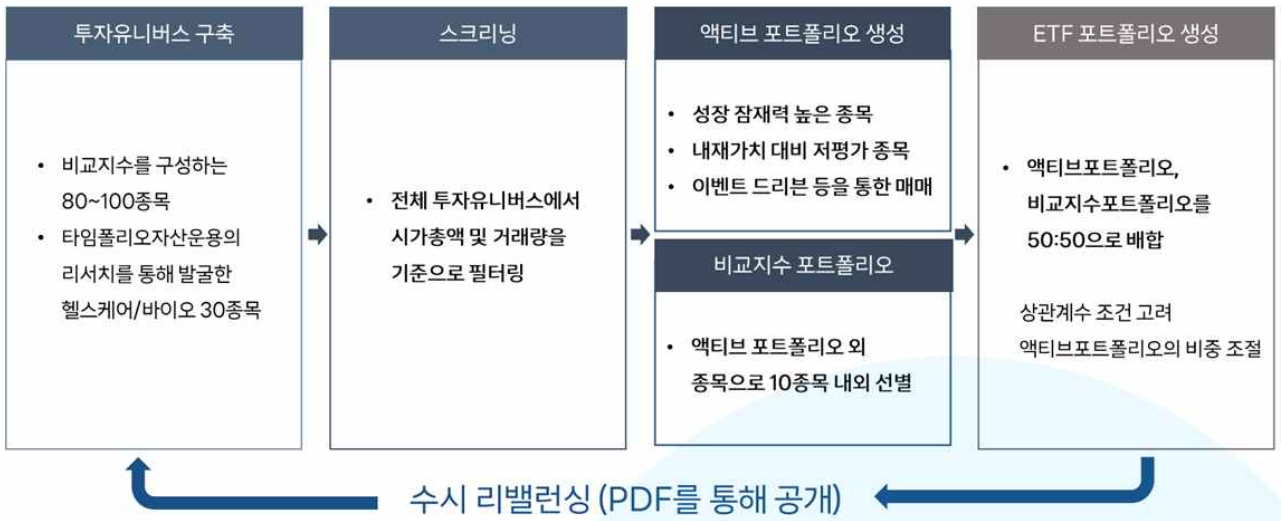 투자유니버스 구축
• 비교지수를 구성하는
80~100종목
• 타임폴리오자산운용의
리서치를 통해 발굴한
헬스케어/바이오 30종목
스크리닝
• 전체 투자유니버스에서
시가총액 및 거래량을
기준으로 필터링
액티브 포트폴리오 생성
• 성장 잠재력 높은 종목
• 내재가치 대비 저평가 종목
• 이벤트 드리븐 등을 통한 매매
비교지수 포트폴리오
• 액티브 포트폴리오 외
종목으로 10종목 내외 선별
ETF 포트폴리오 생성
• 액티브포트폴리오,
비교지수포트폴리오를
50:50으로 배합
상관계수 조건 고려
액티브포트폴리오의 비중 조절
수시 리밸런싱 (PDF를 통해 공개)